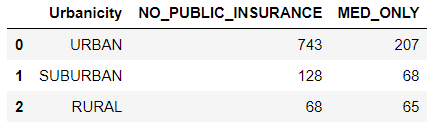 Urbanicity NO_PUBLIC_INSURANCE MED_ONLY
0 URBAN 743 207
1 SUBURBAN 128 68
2 RURAL 68 65